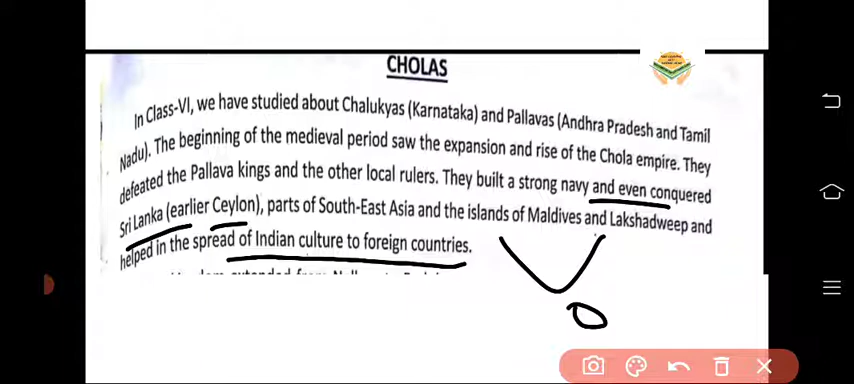 CHOLAS
In Class-VI, we have studied about Chalukyas (Karnataka) and Pallavas (Andhra Pradesh and Tamil
Nadu). The beginning of the medieval period saw the expansion and rise of the Chola empire. They
defeated the Pallava kings and the other local rulers. They built a strong navy and even conquered
Sri Lanka (earlier Ceylon), parts of South-East Asia and the islands of Maldives and Lakshadweep and
helped in the spread of Indian culture to foreign countries.